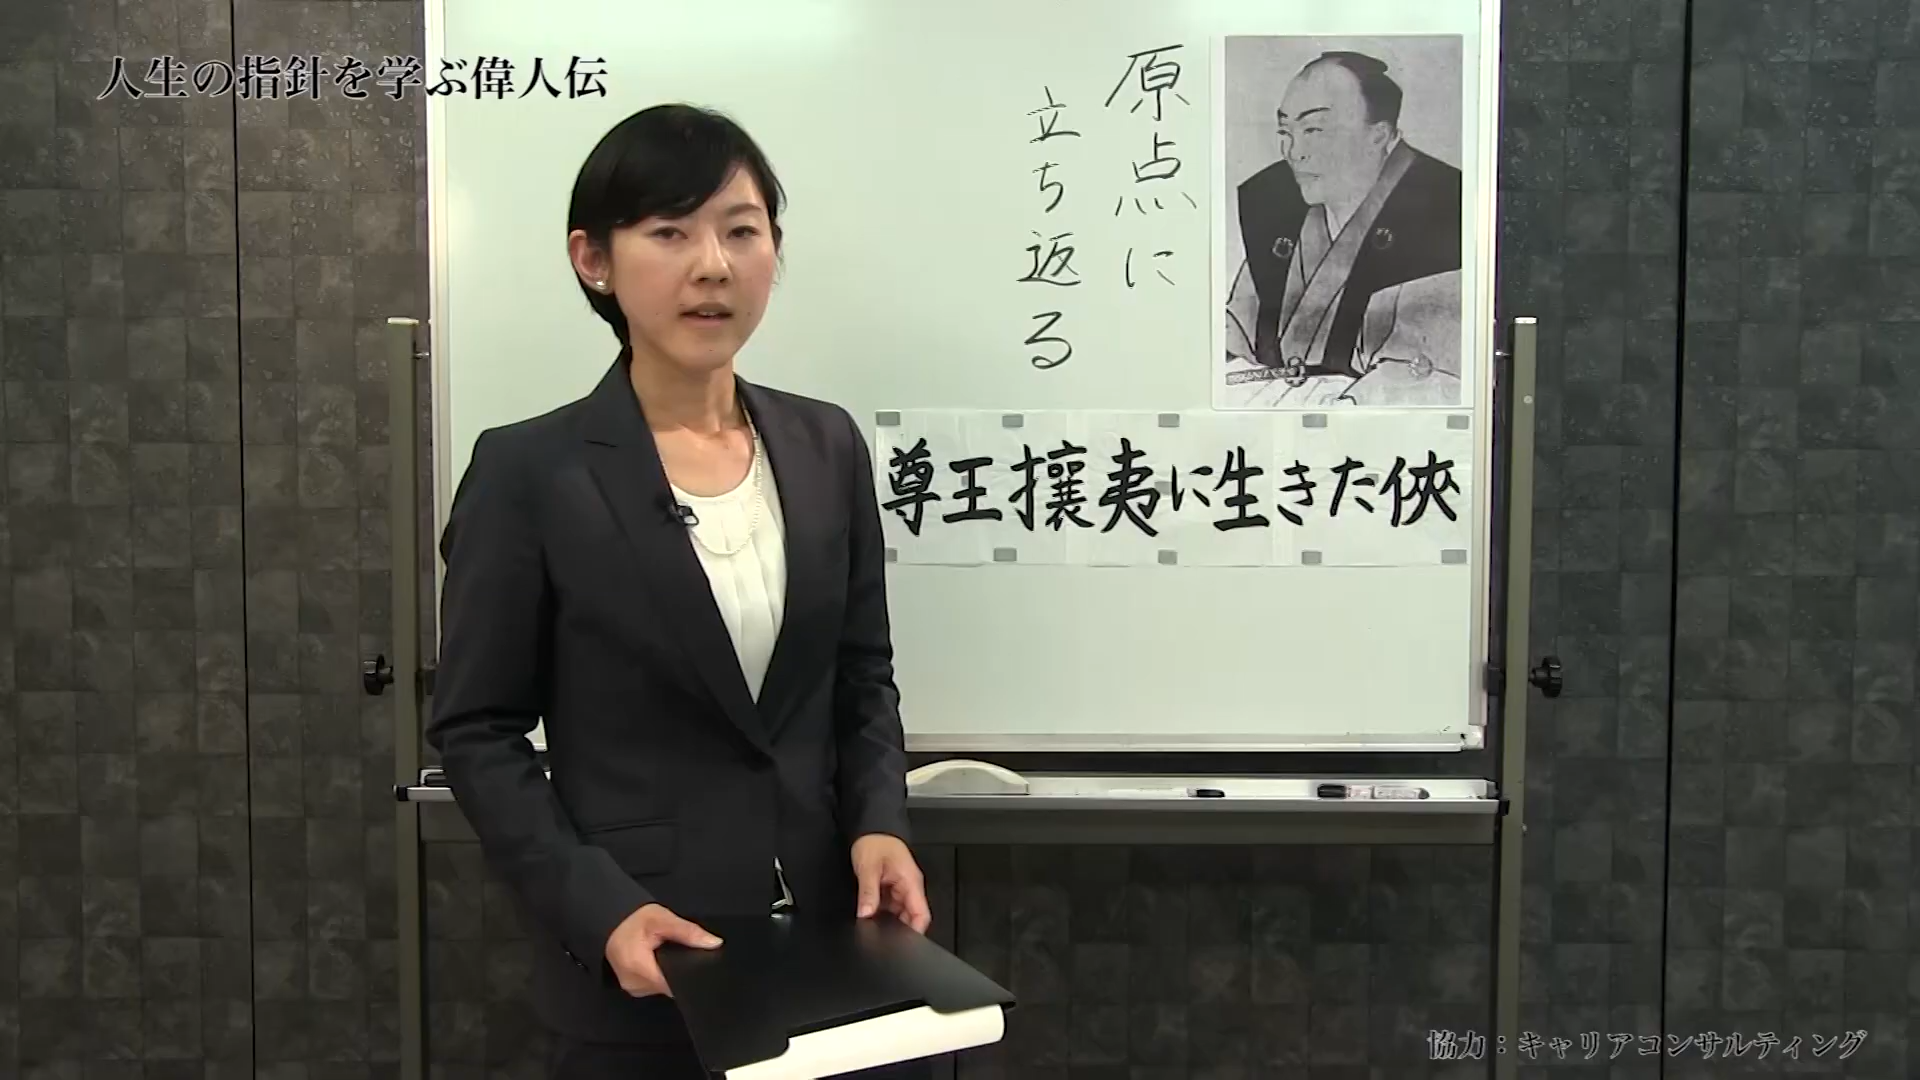 人生の指針を学ぶ偉人伝
原点に
立ち返る
尊王攘夷に生きた俠
協力：キャリアコンサルティング